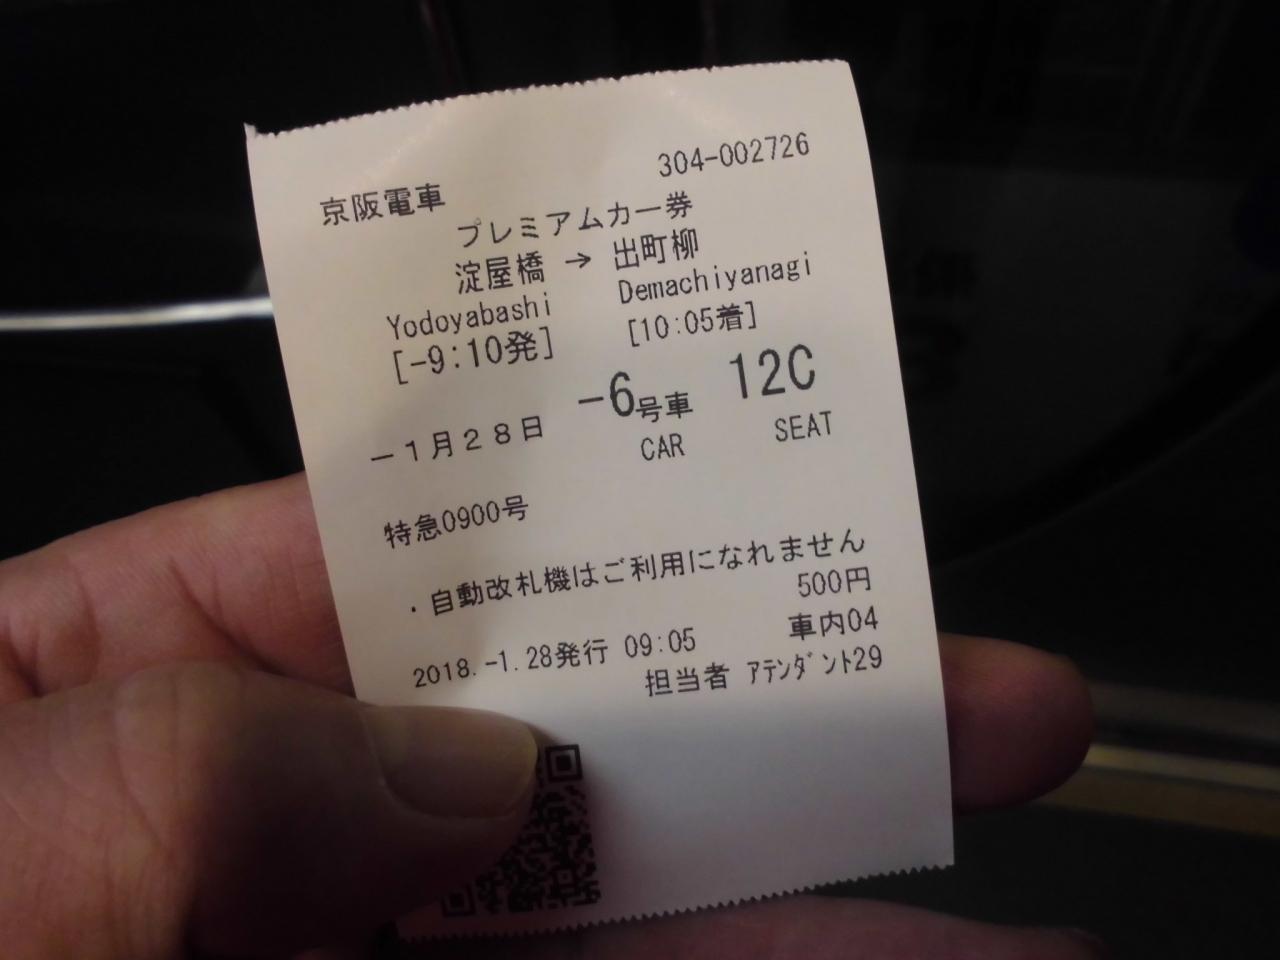 304-002726
京阪電車
プレミアムカー券
淀屋橋 → 出町柳
Yodoyabashi Demachiyanagi
[-9:10発] [10:05着]
-1月28日 -6号車 12C
CAR SEAT
特急0900号
・自動改札機はご利用になれません
500円
2018.-1.28発行 09:05 車内04
担当者 ｱﾃﾝﾀﾞﾝﾄ29